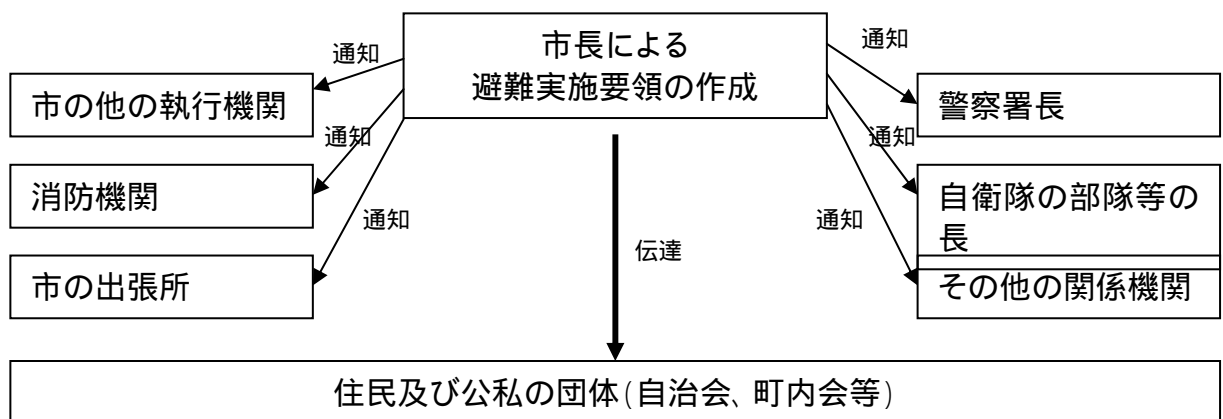 市長による
避難実施要領の作成
通知
通知
市の他の執行機関
警察署長
通知
通知
消防機関
自衛隊の部隊等の
長
通知
通知
伝達
市の出張所
その他の関係機関
住民及び公私の団体(自治会、町内会等)